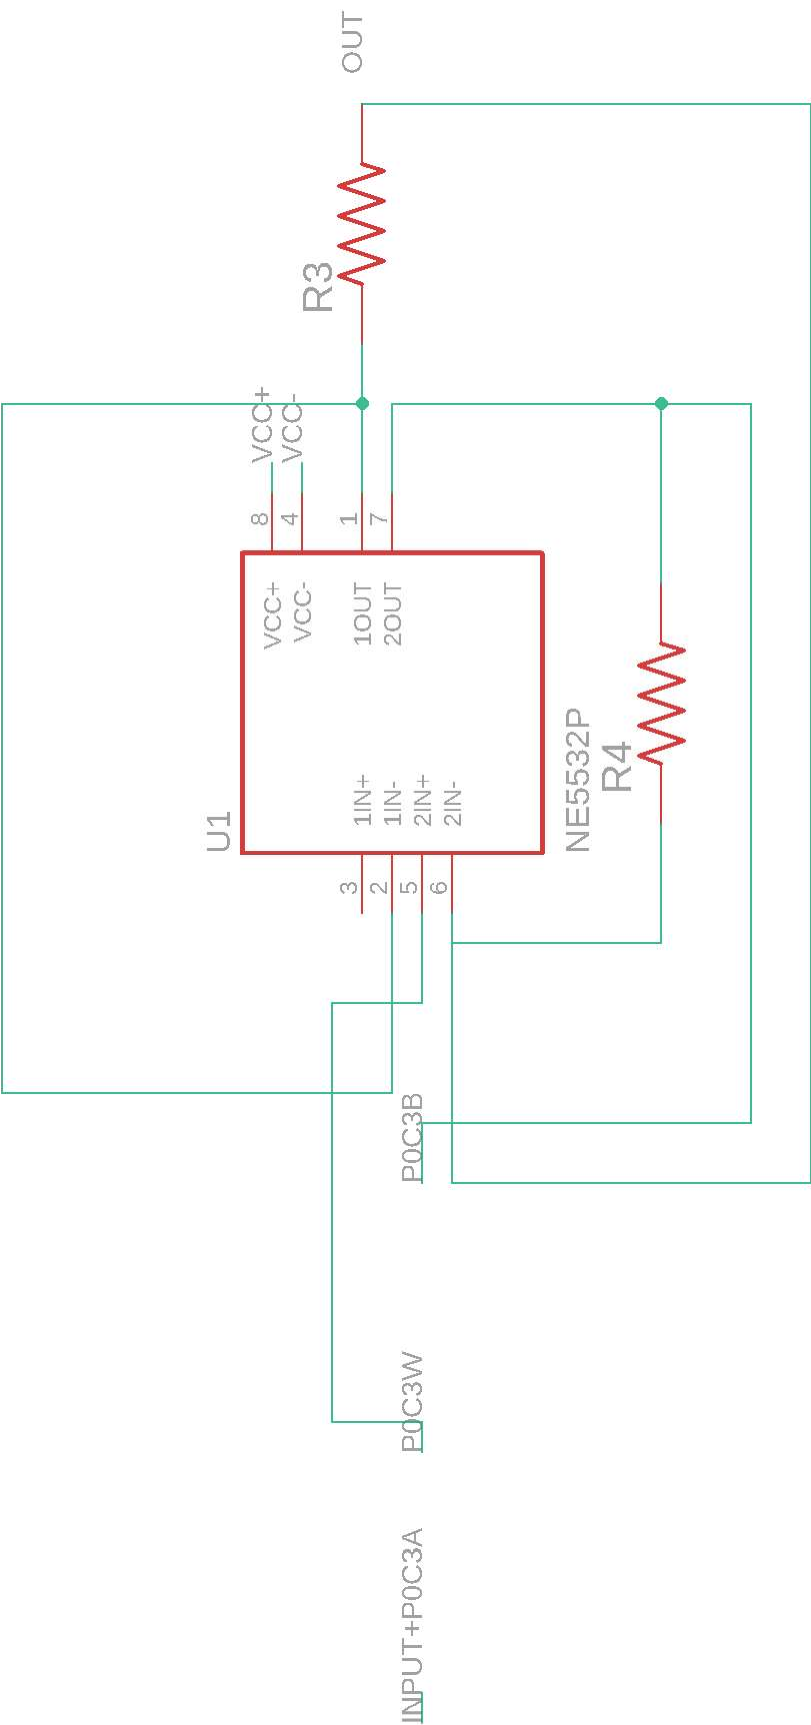 OUT
R3
VCC+
VCC-
8
4
1
7
VCC+
VCC-
1OUT
2OUT
U1
1IN+
1IN-
2IN+
2IN-
NE5532P
R4
3
2
5
6
P0C3B
P0C3W
INPUT+P0C3A